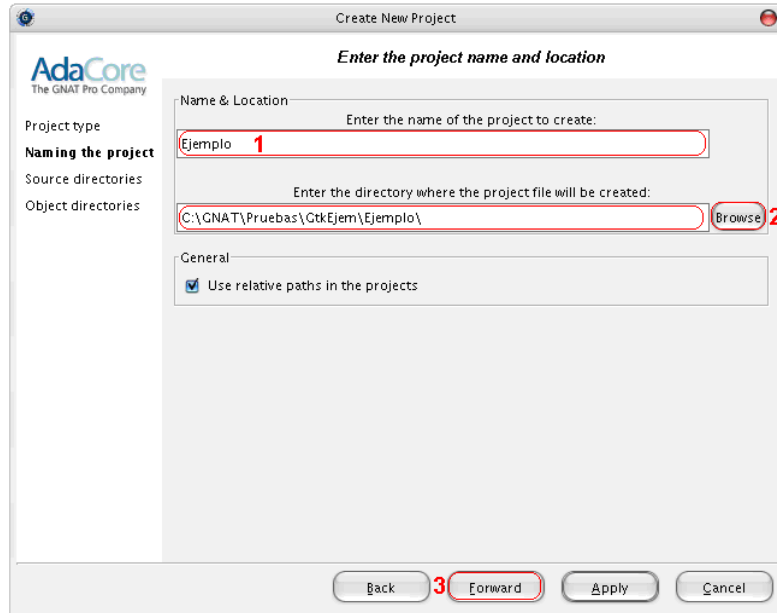 Create New Project
AdaCore
The GNAT Pro Company
Project type
Naming the project
Source directories
Object directories
Enter the project name and location
Name & Location
Enter the name of the project to create:
Ejemplo 1
Enter the directory where the project file will be created:
C:\GNAT\Pruebas\GtkEjem\Ejemplo\ Browse 2
General
Use relative paths in the projects
Back 3 Forward Apply Cancel